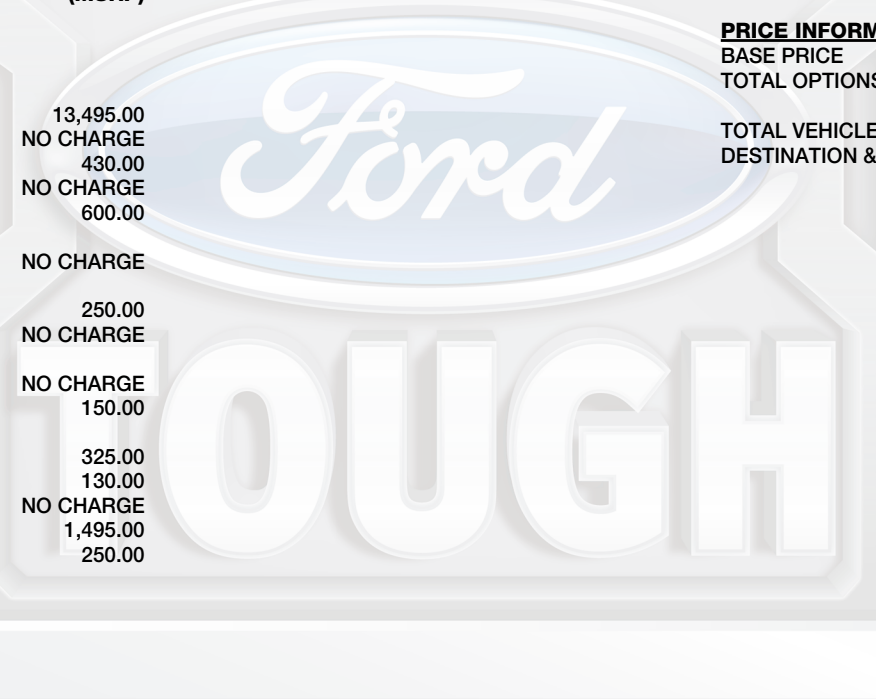 (MSRP)
13,495.00
NO CHARGE
430.00
NO CHARGE
600.00
NO CHARGE
250.00
NO CHARGE
NO CHARGE
150.00
325.00
130.00
NO CHARGE
1,495.00
250.00
PRICE INFORM
BASE PRICE
TOTAL OPTIONS
TOTAL VEHICLE
DESTINATION &
Ford
TOUGH